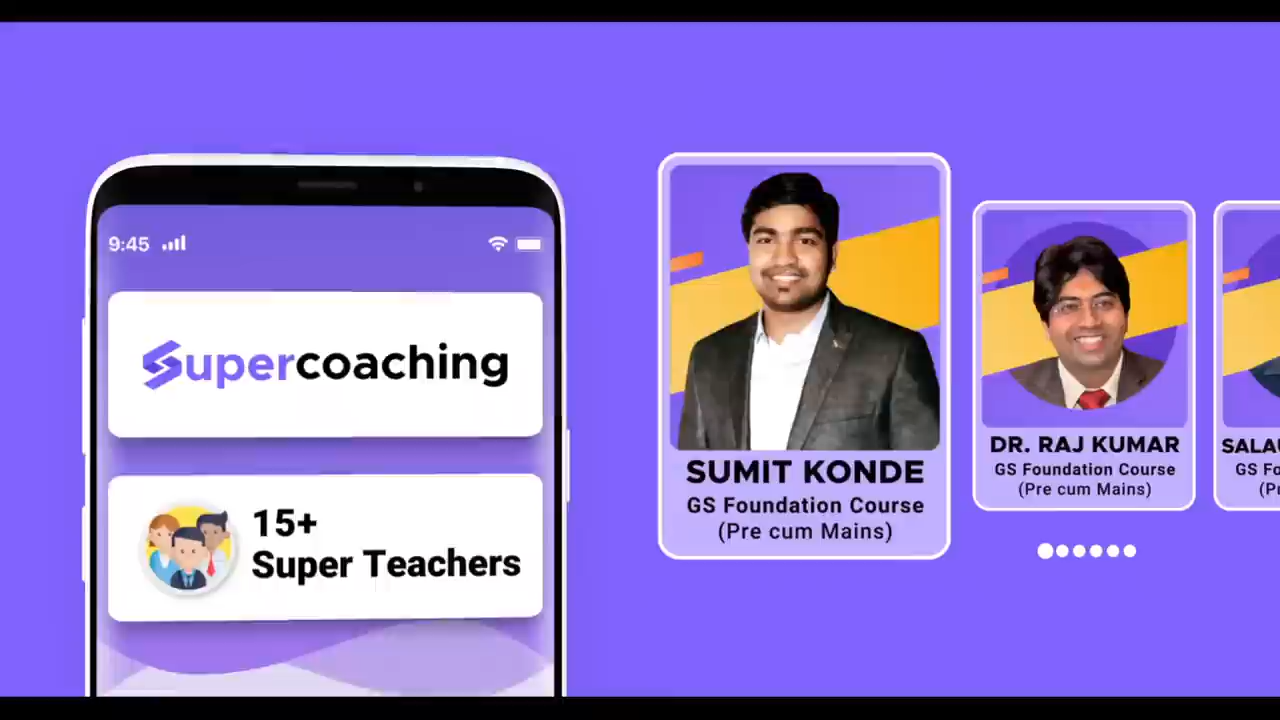 9:45
Supercoaching
15+
Super Teachers
SUMIT KONDE
GS Foundation Course
(Pre cum Mains)
DR. RAJ KUMAR
GS Foundation Course
(Pre cum Mains)
GS